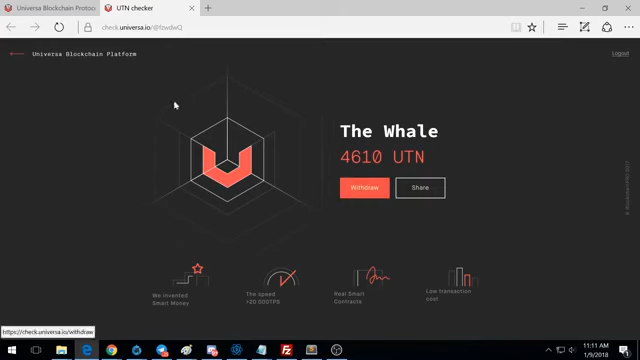 Universa Blockchain Protoco
UTN checker
check.universa.io/@fzwdwQ
Universa Blockchain Platform
Logout
The Whale
4610 UTN
Withdraw
Share
We invented
Smart Money
The speed
>20 000TPS
Real Smart
Contracts
Low transaction
cost
https://check.universa.io/withdraw
11:11 AM
1/9/2018